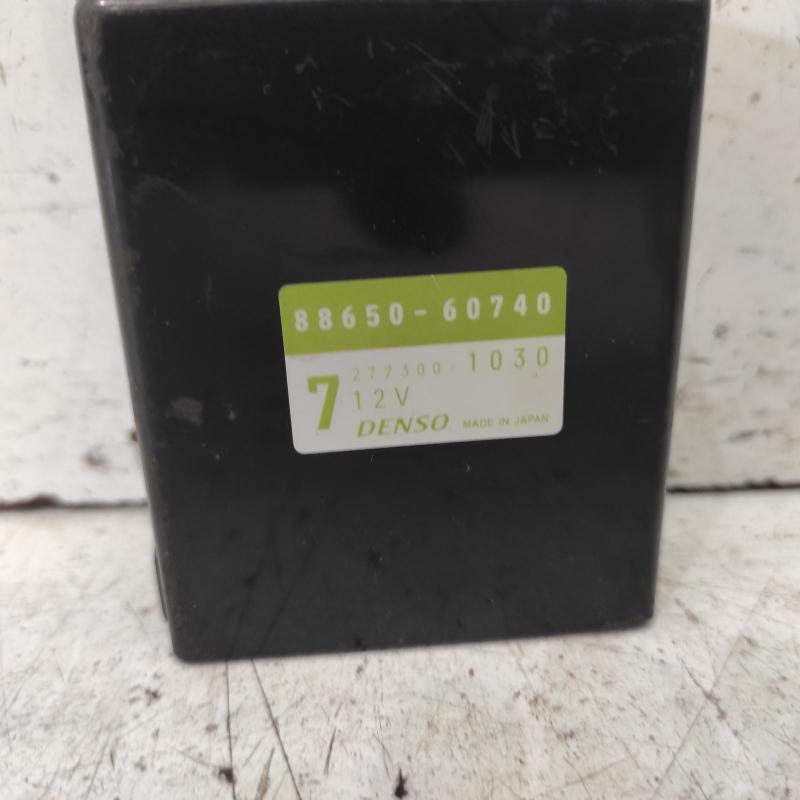 88650-60740
277300-1030
7
12V
DENSO MADE IN JAPAN